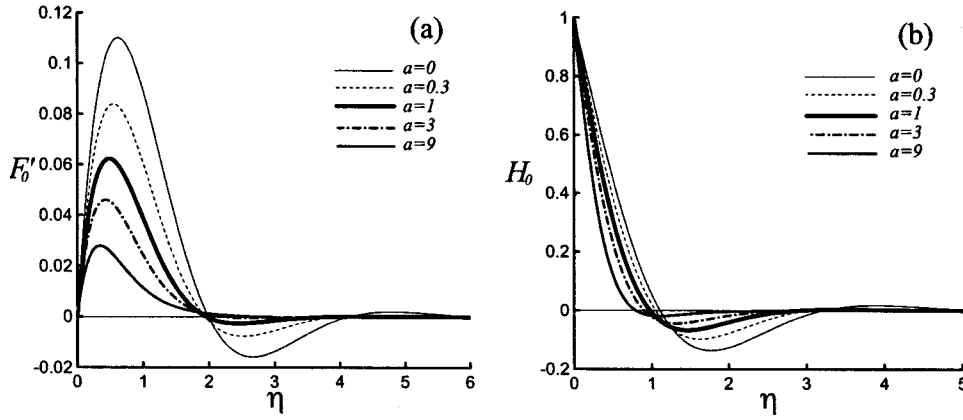 (a)
0.12
0.1
0.08
0.06
0.04
0.02
0
-0.02
F'₀
a=0
a=0.3
a=1
a=3
a=9
0 1 2 3 4 5 6
η
(b)
1
0.8
0.6
0.4
0.2
0
-0.2
H₀
a=0
a=0.3
a=1
a=3
a=9
0 1 2 3 4 5
η